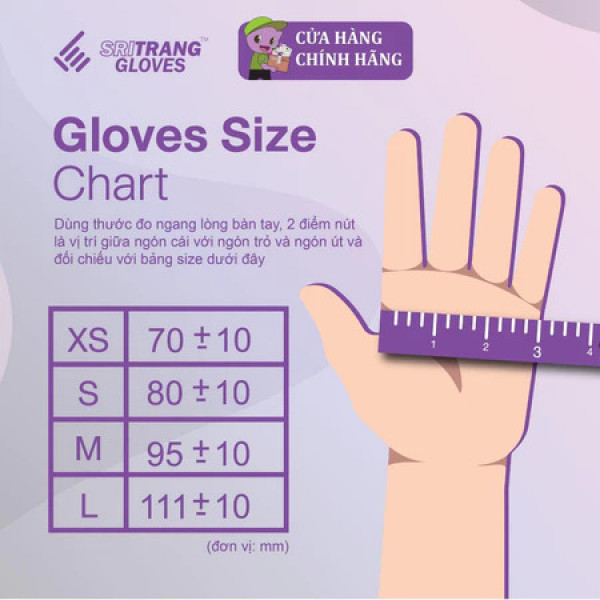 SRITRANG™
GLOVES
CỬA HÀNG
CHÍNH HÃNG
Gloves Size
Chart
Dùng thước đo ngang lòng bàn tay, 2 điểm nút
là vị trí giữa ngón cái với ngón trỏ và ngón út và
đối chiếu với bảng size dưới đây
XS 70 ± 10
S 80 ± 10
M 95 ± 10
L 111 ± 10
(đơn vị: mm)
1 2 3 4